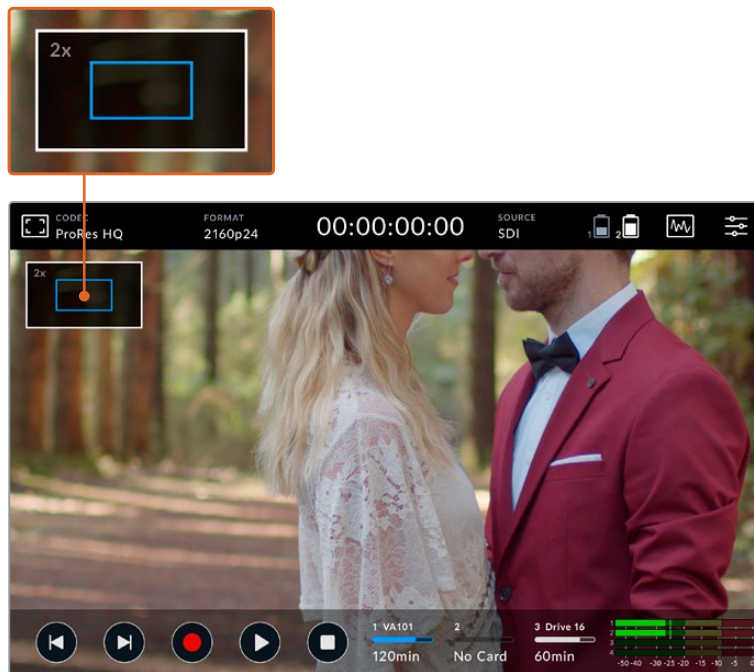 2x
CODEC FORMAT SOURCE
ProRes HQ 2160p24 00:00:00:00 SDI 1 2
2x
1 VA101 2 3 Drive 16
120min No Card 60min
1
2
3
4
-50 -40 -30 -25 -20 -15 -10 -5